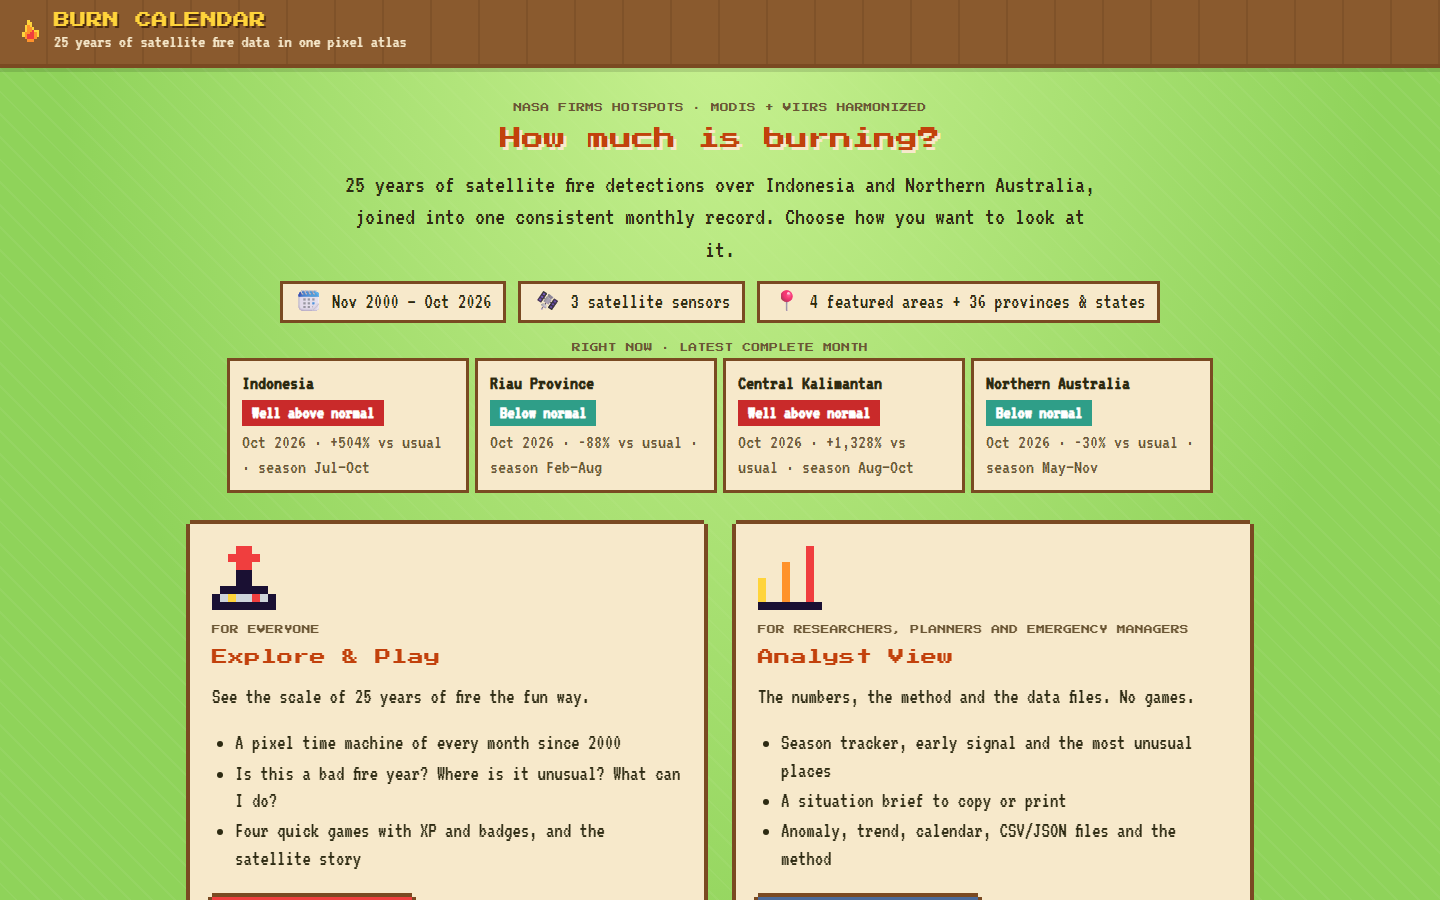 BURN CALENDAR
25 years of satellite fire data in one pixel atlas
NASA FIRMS HOTSPOTS · MODIS + VIIRS HARMONIZED
How much is burning?
25 years of satellite fire detections over Indonesia and Northern Australia,
joined into one consistent monthly record. Choose how you want to look at
it.
Nov 2000 – Oct 2026
3 satellite sensors
4 featured areas + 36 provinces & states
RIGHT NOW · LATEST COMPLETE MONTH
Indonesia
Well above normal
Oct 2026 · +504% vs usual
· season Jul–Oct
Riau Province
Below normal
Oct 2026 · -88% vs usual ·
season Feb–Aug
Central Kalimantan
Well above normal
Oct 2026 · +1,328% vs
usual · season Aug–Oct
Northern Australia
Below normal
Oct 2026 · -30% vs usual ·
season May–Nov
FOR EVERYONE
Explore & Play
See the scale of 25 years of fire the fun way.
• A pixel time machine of every month since 2000
• Is this a bad fire year? Where is it unusual? What can
I do?
• Four quick games with XP and badges, and the
satellite story
FOR RESEARCHERS, PLANNERS AND EMERGENCY MANAGERS
Analyst View
The numbers, the method and the data files. No games.
• Season tracker, early signal and the most unusual
places
• A situation brief to copy or print
• Anomaly, trend, calendar, CSV/JSON files and the
method